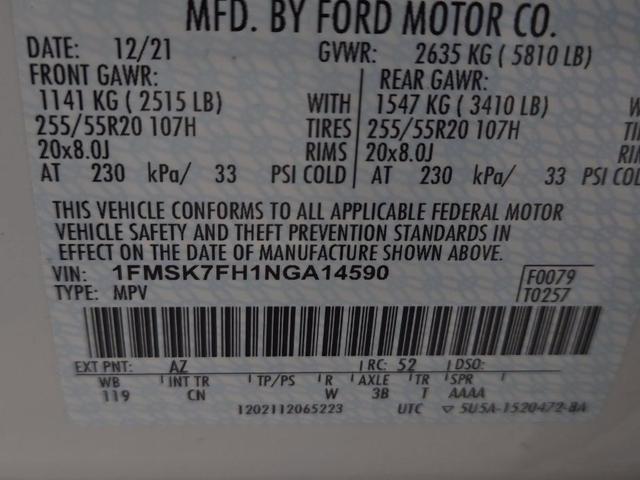 MFD. BY FORD MOTOR CO.
DATE: 12/21 GVWR: 2635 KG ( 5810 LB)
FRONT GAWR: REAR GAWR:
1141 KG ( 2515 LB) WITH 1547 KG ( 3410 LB)
255/55R20 107H TIRES 255/55R20 107H
20x8.0J RIMS 20x8.0J
AT 230 kPa/ 33 PSI COLD AT 230 kPa/ 33 PSI
THIS VEHICLE CONFORMS TO ALL APPLICABLE FEDERAL MOTOR
VEHICLE SAFETY AND THEFT PREVENTION STANDARDS IN
EFFECT ON THE DATE OF MANUFACTURE SHOWN ABOVE.
VIN: 1FMSK7FH1NGA14590 F0079
TYPE: MPV T0257
EXT PNT: AZ RC: 52 DSO:
WB INT TR TP/PS R AXLE TR SPR
119 CN W 3B T AAAA
1202112065223 UTC ▽ 5U5A-1520472-BA